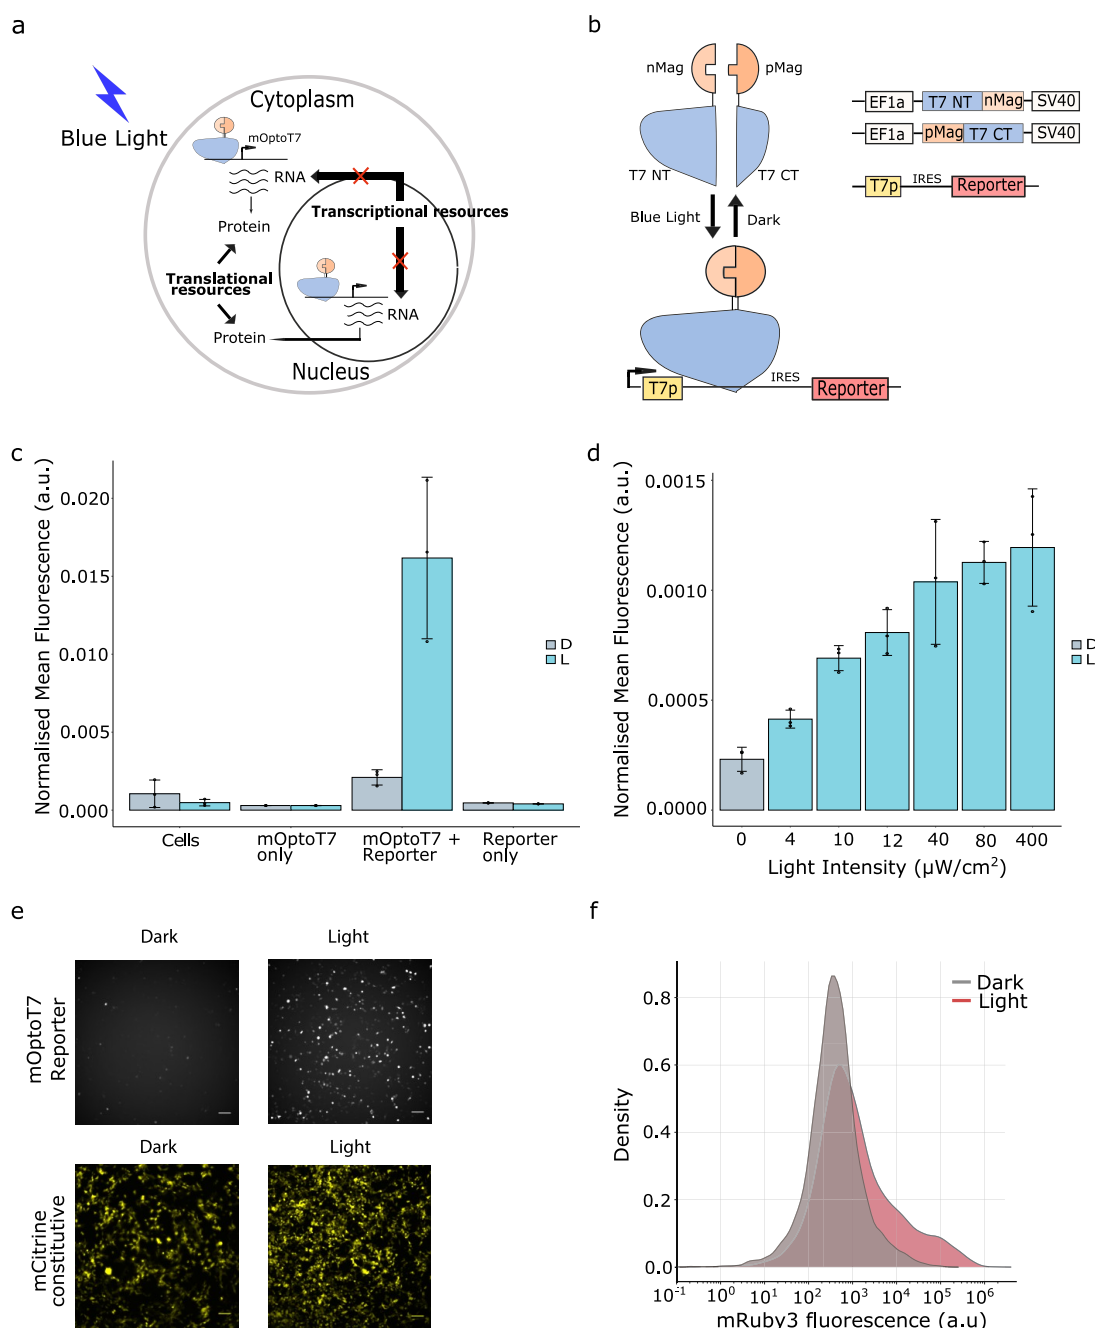 a
Blue Light
Cytoplasm
mOptoT7
RNA
Transcriptional resources
Protein
Translational
resources
Protein
RNA
Nucleus
b
nMag
pMag
T7 NT
T7 CT
Blue Light
Dark
T7p
IRES
Reporter
EF1a
T7 NT
nMag
SV40
EF1a
pMag
T7 CT
SV40
T7p
IRES
Reporter
c
Normalised Mean Fluorescence (a.u.)
0.020
0.015
0.010
0.005
0.000
Cells
mOptoT7
only
mOptoT7 +
Reporter
Reporter
only
D
L
d
Normalised Mean Fluorescence (a.u.)
0.0015
0.0010
0.0005
0.0000
0
4
10
12
40
80
400
Light Intensity (µW/cm²)
D
L
e
Dark
Light
mOptoT7
Reporter
Dark
Light
mCitrine
constitutive
f
Density
0.8
0.6
0.4
0.2
0.0
10⁻¹
10⁰
10¹
10²
10³
10⁴
10⁵
10⁶
mRuby3 fluorescence (a.u)
Dark
Light